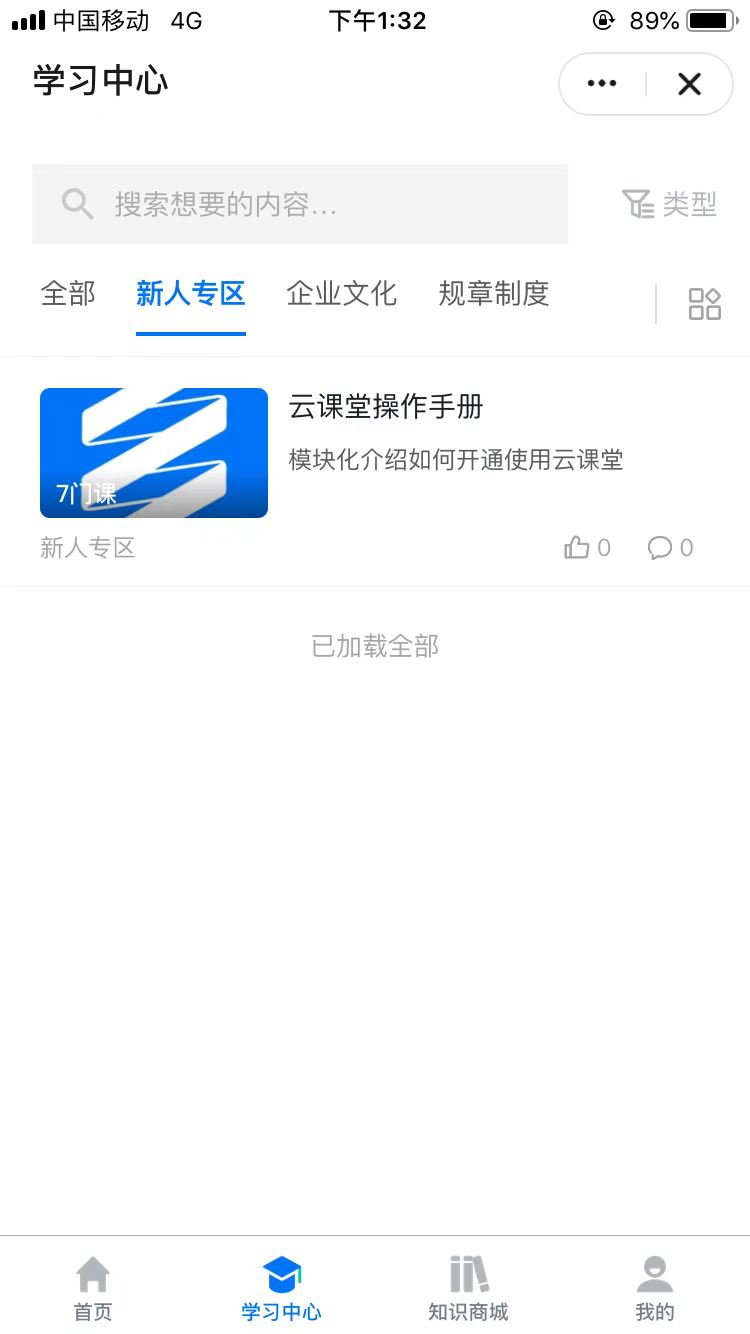 中国移动 4G 下午1:32 89%
学习中心
搜索想要的内容... 类型
全部 新人专区 企业文化 规章制度
云课堂操作手册
模块化介绍如何开通使用云课堂
7门课
新人专区 0 0
已加载全部
首页 学习中心 知识商城 我的